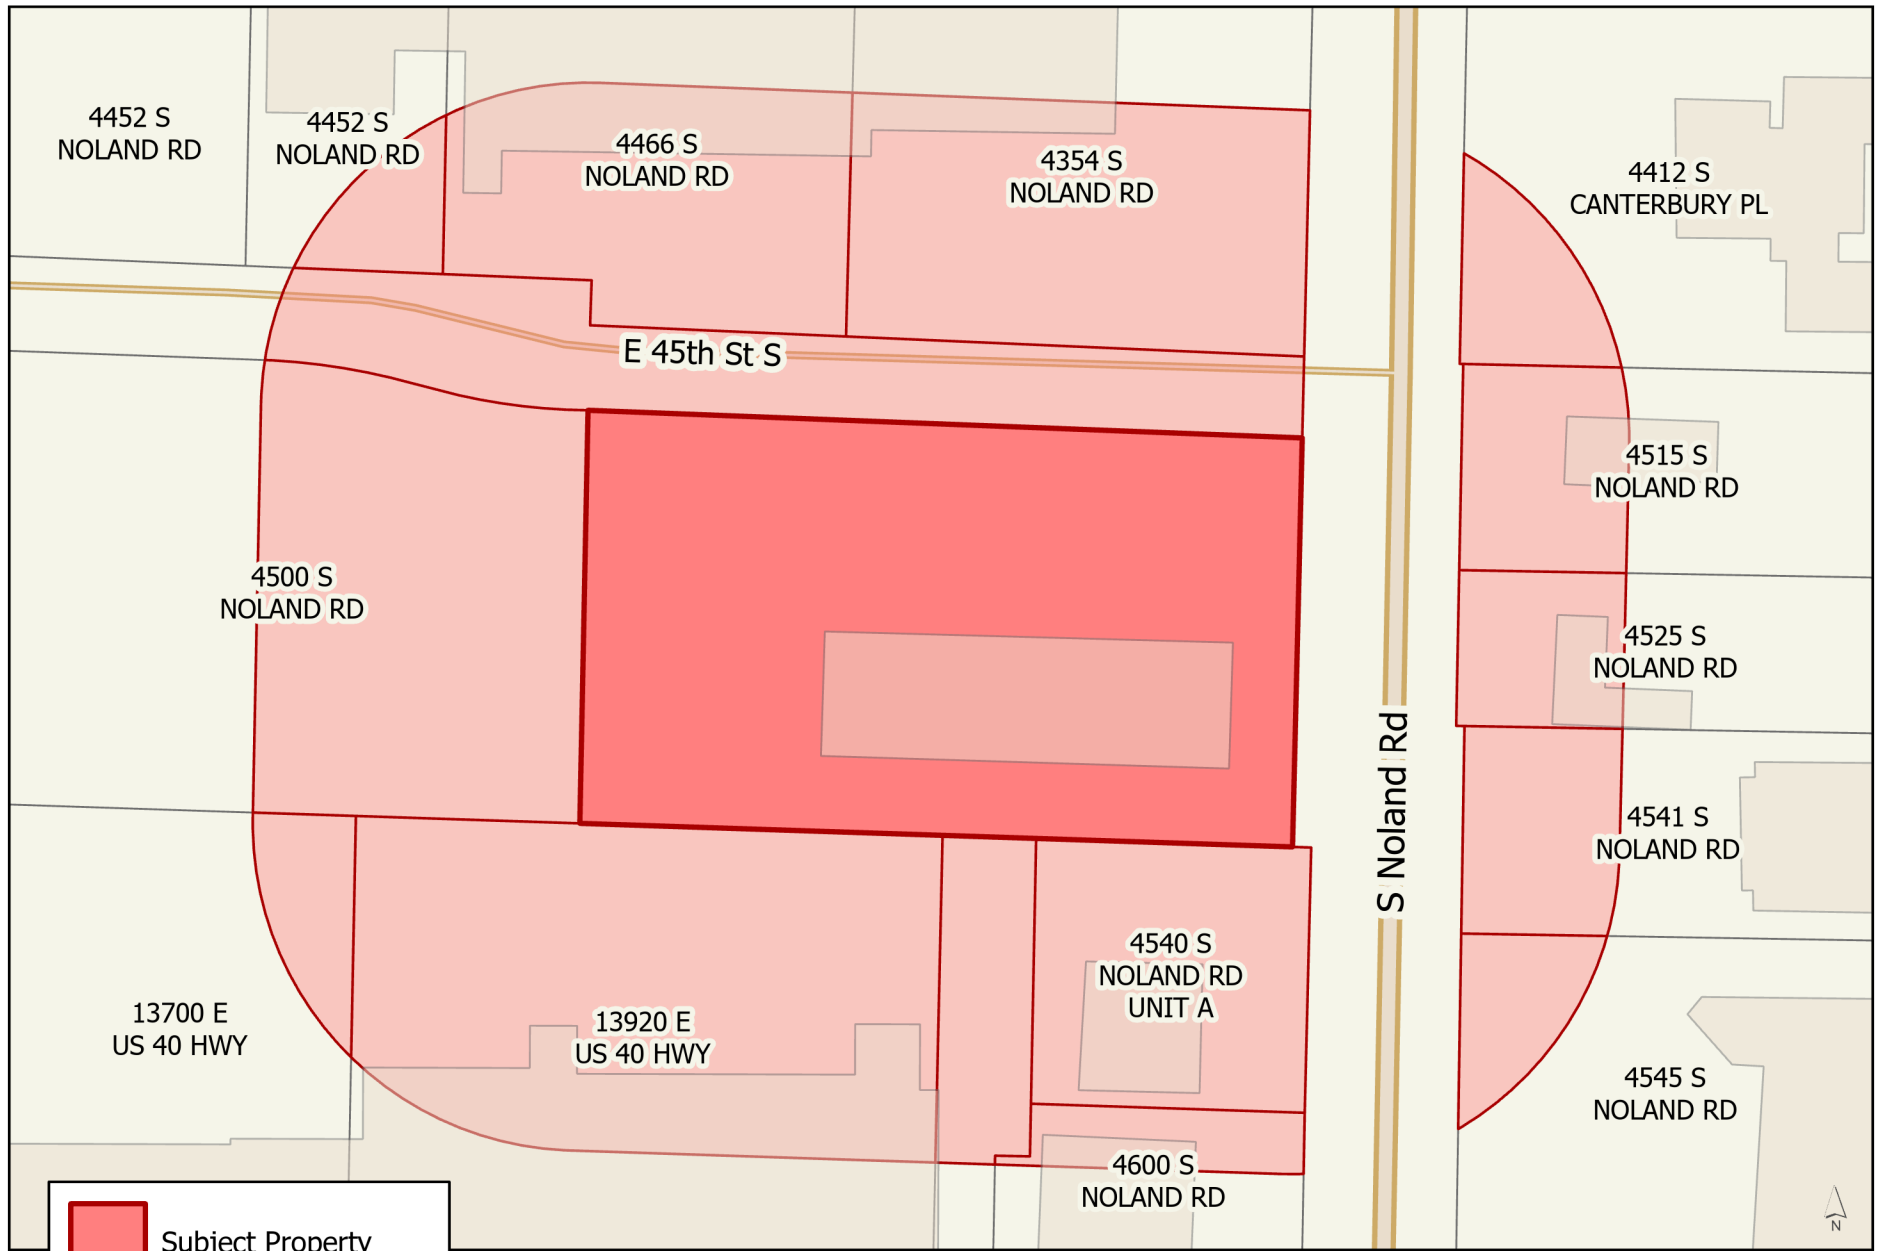 4452 S
NOLAND RD
4452 S
NOLAND RD
4466 S
NOLAND RD
4354 S
NOLAND RD
4412 S
CANTERBURY PL
E 45th St S
4515 S
NOLAND RD
4500 S
NOLAND RD
4525 S
NOLAND RD
S Noland Rd
4541 S
NOLAND RD
4540 S
NOLAND RD
UNIT A
13700 E
US 40 HWY
13920 E
US 40 HWY
4545 S
NOLAND RD
4600 S
NOLAND RD
N
Subject Property